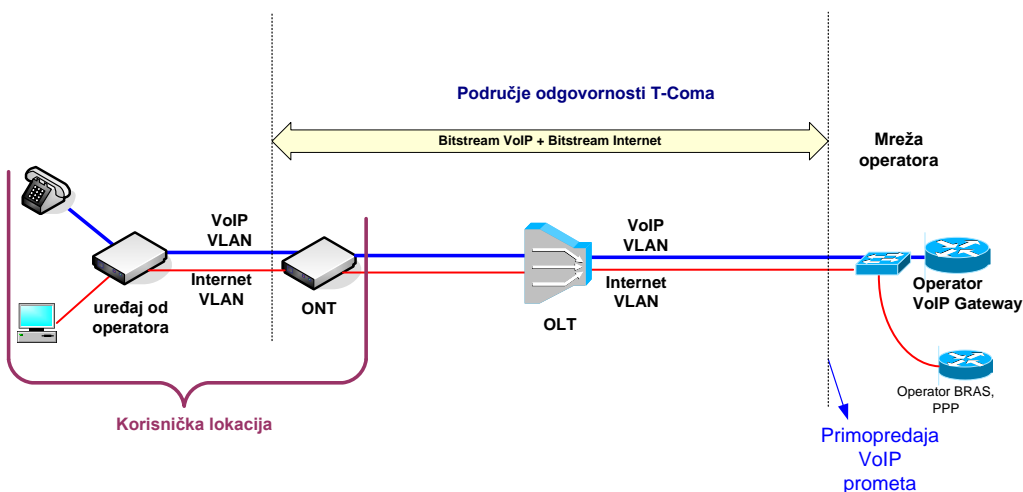 Područje odgovornosti T-Coma
Bitstream VoIP + Bitstream Internet
Mreža
operatora
VoIP
VLAN
VoIP
VLAN
Internet
VLAN
Internet
VLAN
uređaj od
operatora
ONT
OLT
Operator
VoIP Gateway
Operator BRAS,
PPP
Korisnička lokacija
Primopredaja
VoIP
prometa